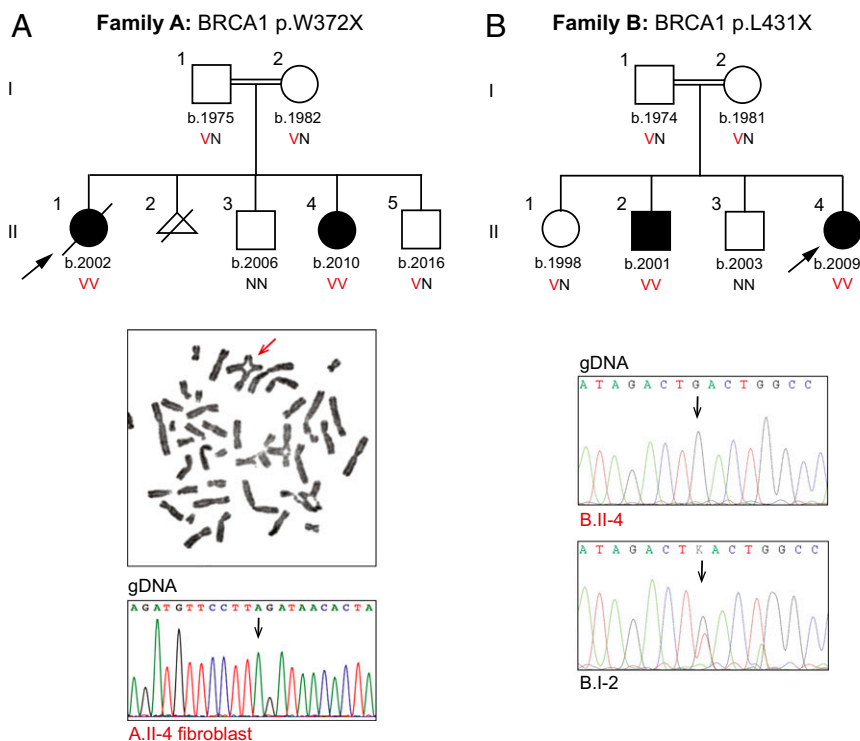 A
Family A: BRCA1 p.W372X
I
1
2
b.1975
b.1982
VN
VN
II
1
2
3
4
5
b.2002
b.2006
b.2010
b.2016
VV
NN
VV
VN
gDNA
AGATGTTCCTTAGATAACACTA
A.II-4 fibroblast
B
Family B: BRCA1 p.L431X
I
1
2
b.1974
b.1981
VN
VN
II
1
2
3
4
b.1998
b.2001
b.2003
b.2009
VN
VV
NN
VV
gDNA
A T A G A C T G A C T G G C C
B.II-4
A T A G A C T K A C T G G C C
B.I-2